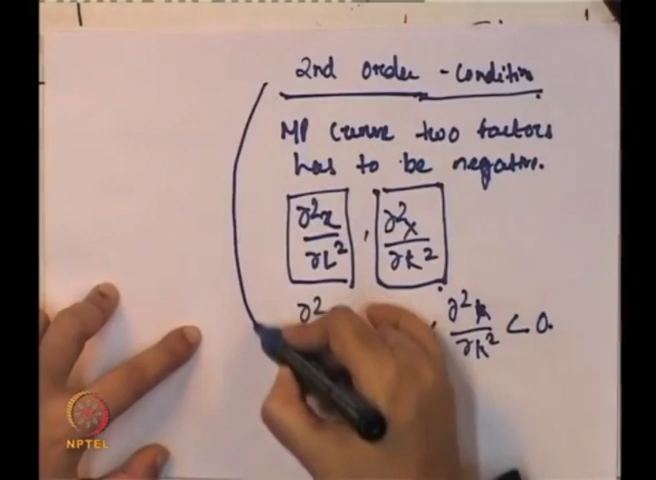 2nd order - condition
MP curve two factors
has to be negative.
∂²x/∂L² , ∂²x/∂K²
∂² , ∂²x/∂K² < 0.
NPTEL